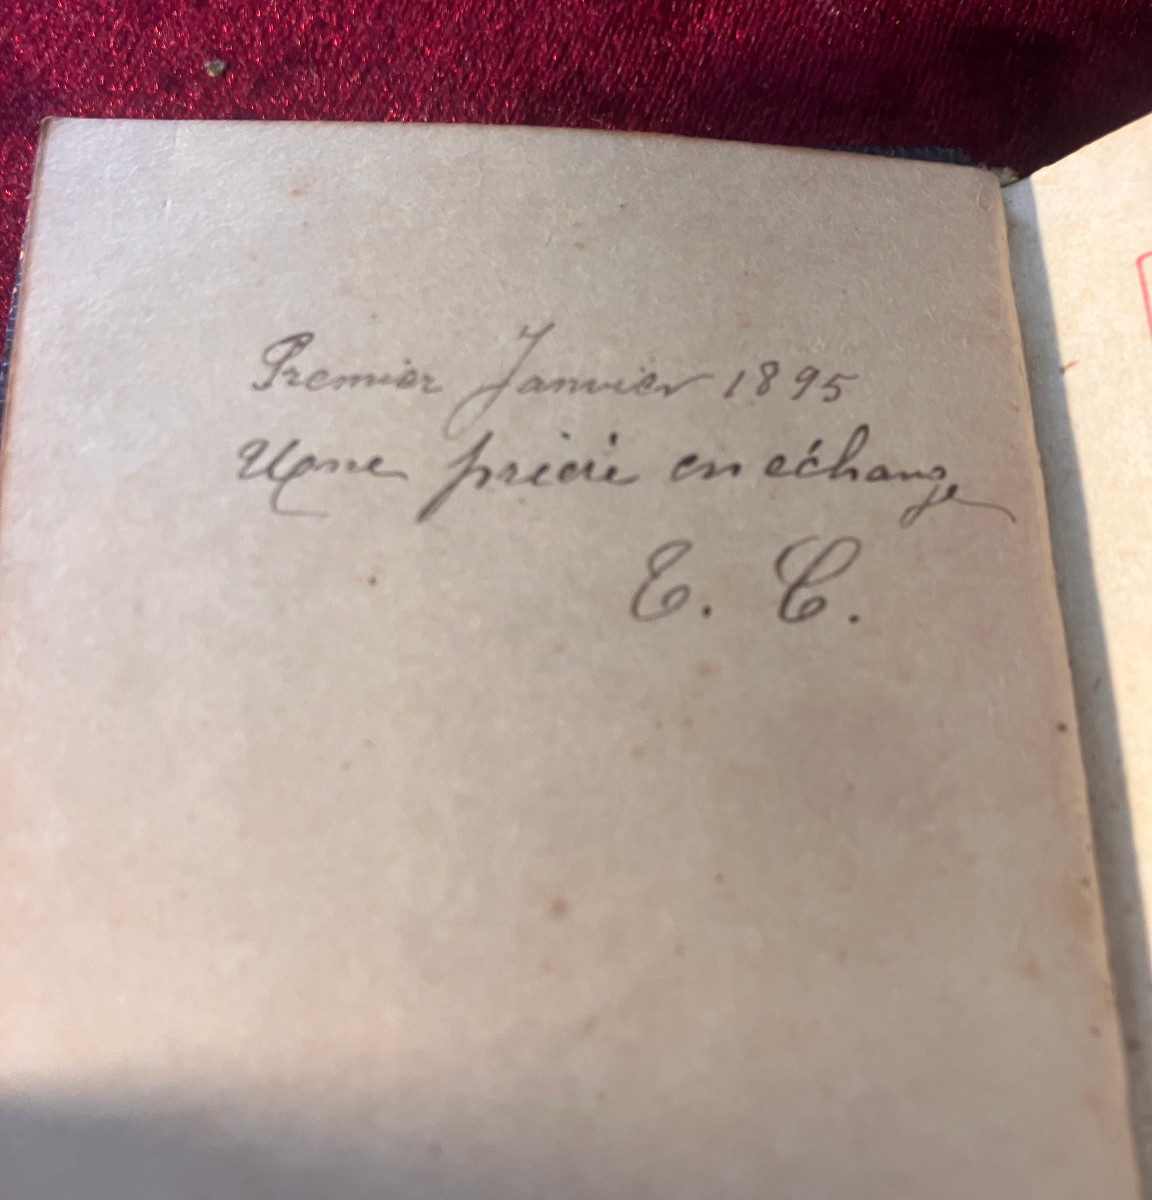 Premier Janvier 1895
Une prière en échange
E. C.